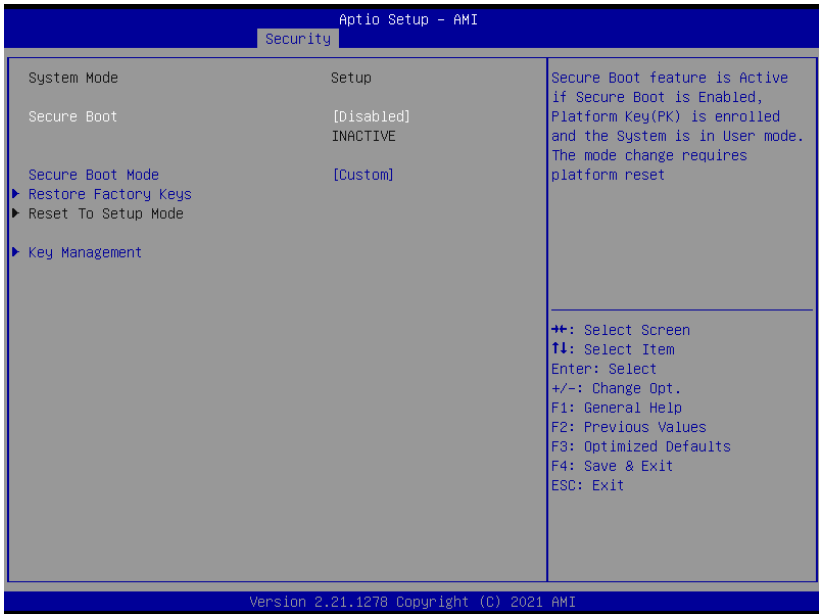 Aptio Setup – AMI
Security
System Mode Setup
Secure Boot [Disabled]
INACTIVE
Secure Boot Mode [Custom]
Restore Factory Keys
Reset To Setup Mode
Key Management
Secure Boot feature is Active
if Secure Boot is Enabled,
Platform Key(PK) is enrolled
and the System is in User mode.
The mode change requires
platform reset
→←: Select Screen
↑↓: Select Item
Enter: Select
+/-: Change Opt.
F1: General Help
F2: Previous Values
F3: Optimized Defaults
F4: Save & Exit
ESC: Exit
Version 2.21.1278 Copyright (C) 2021 AMI